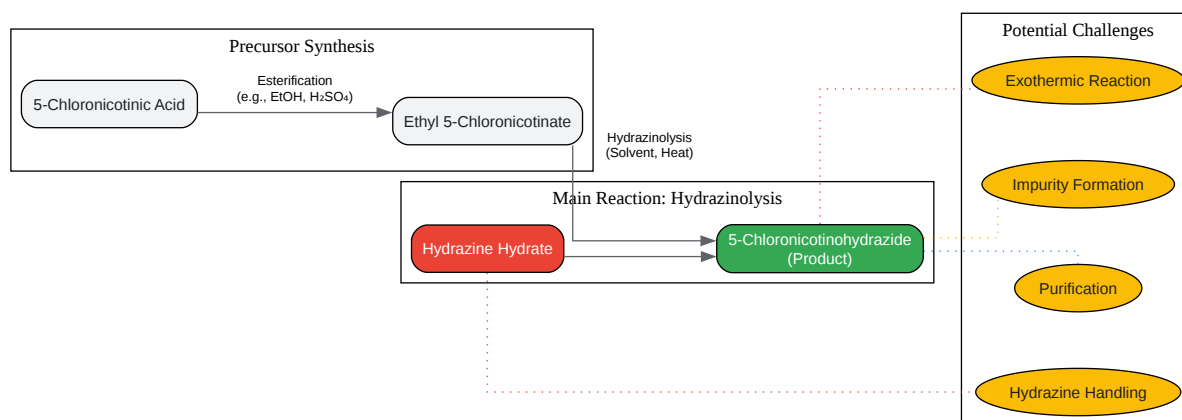 Precursor Synthesis
5-Chloronicotinic Acid
Esterification
(e.g., EtOH, H₂SO₄)
Ethyl 5-Chloronicotinate
Hydrazinolysis
(Solvent, Heat)
Main Reaction: Hydrazinolysis
Hydrazine Hydrate
5-Chloronicotinohydrazide
(Product)
Potential Challenges
Exothermic Reaction
Impurity Formation
Purification
Hydrazine Handling